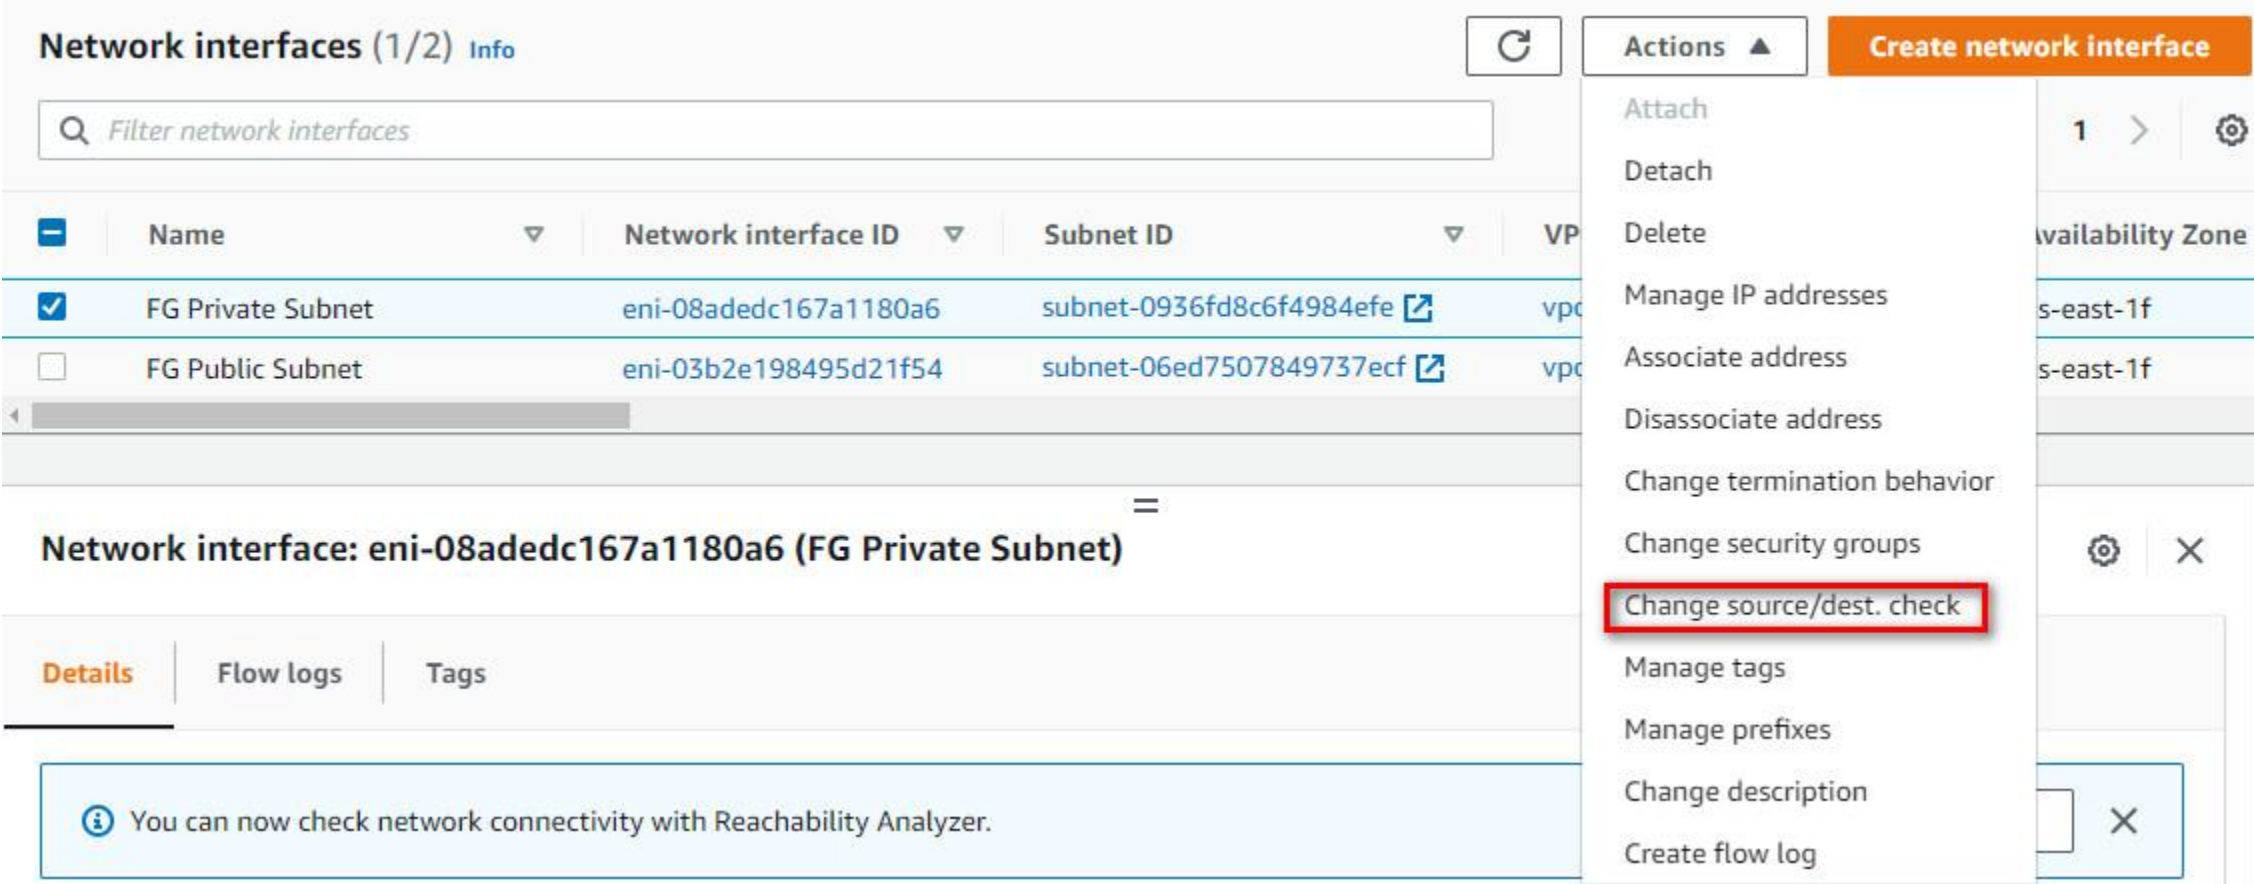 Network interfaces (1/2) Info
Actions
Create network interface
Filter network interfaces
1
Name
Network interface ID
Subnet ID
VP
Availability Zone
FG Private Subnet
eni-08adedc167a1180a6
subnet-0936fd8c6f4984efe
vpc
s-east-1f
FG Public Subnet
eni-03b2e198495d21f54
subnet-06ed7507849737ecf
vpc
s-east-1f
Attach
Detach
Delete
Manage IP addresses
Associate address
Disassociate address
Change termination behavior
Change security groups
Change source/dest. check
Manage tags
Manage prefixes
Change description
Create flow log
Network interface: eni-08adedc167a1180a6 (FG Private Subnet)
Details
Flow logs
Tags
You can now check network connectivity with Reachability Analyzer.